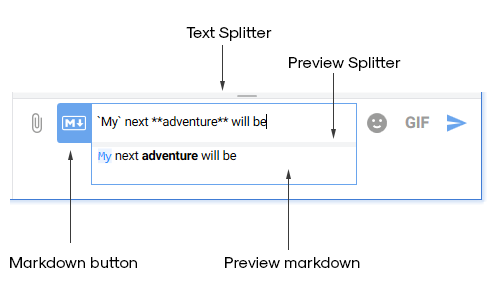 Text Splitter
Preview Splitter
M `My` next **adventure** will be GIF
My next adventure will be
Markdown button
Preview markdown